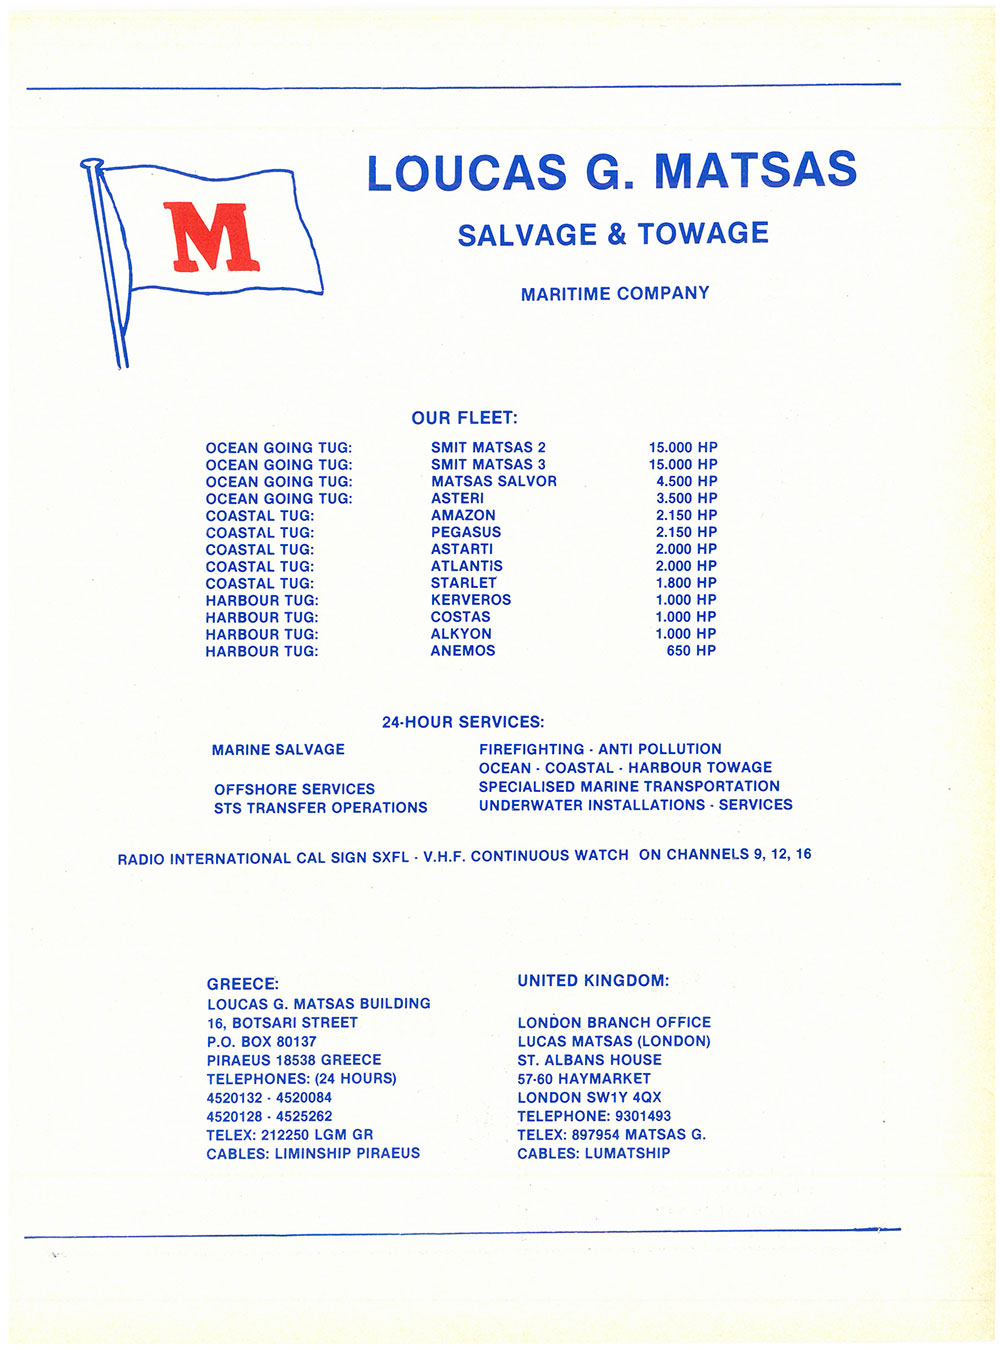 M
LOUCAS G. MATSAS
SALVAGE & TOWAGE
MARITIME COMPANY
OUR FLEET:
OCEAN GOING TUG: SMIT MATSAS 2 15.000 HP
OCEAN GOING TUG: SMIT MATSAS 3 15.000 HP
OCEAN GOING TUG: MATSAS SALVOR 4.500 HP
OCEAN GOING TUG: ASTERI 3.500 HP
COASTAL TUG: AMAZON 2.150 HP
COASTAL TUG: PEGASUS 2.150 HP
COASTAL TUG: ASTARTI 2.000 HP
COASTAL TUG: ATLANTIS 2.000 HP
COASTAL TUG: STARLET 1.800 HP
HARBOUR TUG: KERVEROS 1.000 HP
HARBOUR TUG: COSTAS 1.000 HP
HARBOUR TUG: ALKYON 1.000 HP
HARBOUR TUG: ANEMOS 650 HP
24-HOUR SERVICES:
MARINE SALVAGE FIREFIGHTING - ANTI POLLUTION
OCEAN - COASTAL - HARBOUR TOWAGE
OFFSHORE SERVICES SPECIALISED MARINE TRANSPORTATION
STS TRANSFER OPERATIONS UNDERWATER INSTALLATIONS - SERVICES
RADIO INTERNATIONAL CAL SIGN SXFL - V.H.F. CONTINUOUS WATCH ON CHANNELS 9, 12, 16
GREECE:
LOUCAS G. MATSAS BUILDING
16, BOTSARI STREET
P.O. BOX 80137
PIRAEUS 18538 GREECE
TELEPHONES: (24 HOURS)
4520132 - 4520084
4520128 - 4525262
TELEX: 212250 LGM GR
CABLES: LIMINSHIP PIRAEUS
UNITED KINGDOM:
LONDON BRANCH OFFICE
LUCAS MATSAS (LONDON)
ST. ALBANS HOUSE
57-60 HAYMARKET
LONDON SW1Y 4QX
TELEPHONE: 9301493
TELEX: 897954 MATSAS G.
CABLES: LUMATSHIP